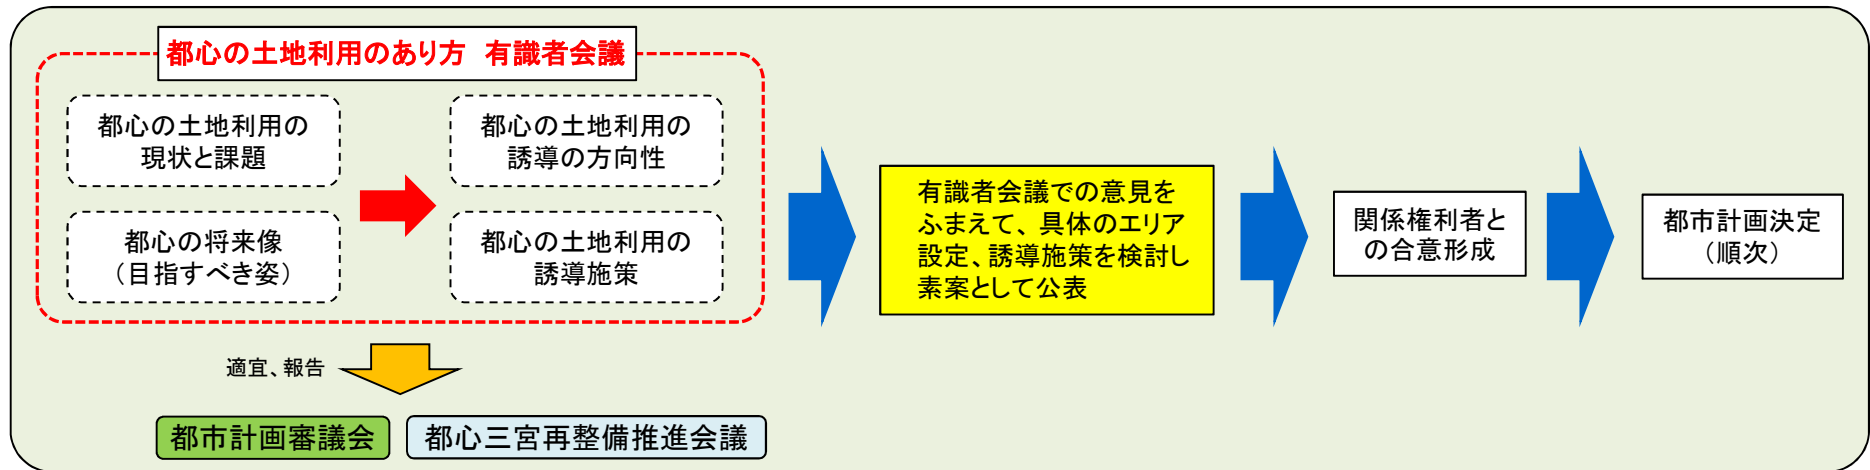 都心の土地利用のあり方　有識者会議
都心の土地利用の
現状と課題
都心の将来像
（目指すべき姿）
都心の土地利用の
誘導の方向性
都心の土地利用の
誘導施策
適宜、報告
都市計画審議会
都心三宮再整備推進会議
有識者会議での意見を
ふまえて、具体のエリア
設定、誘導施策を検討し
素案として公表
関係権利者と
の合意形成
都市計画決定
（順次）